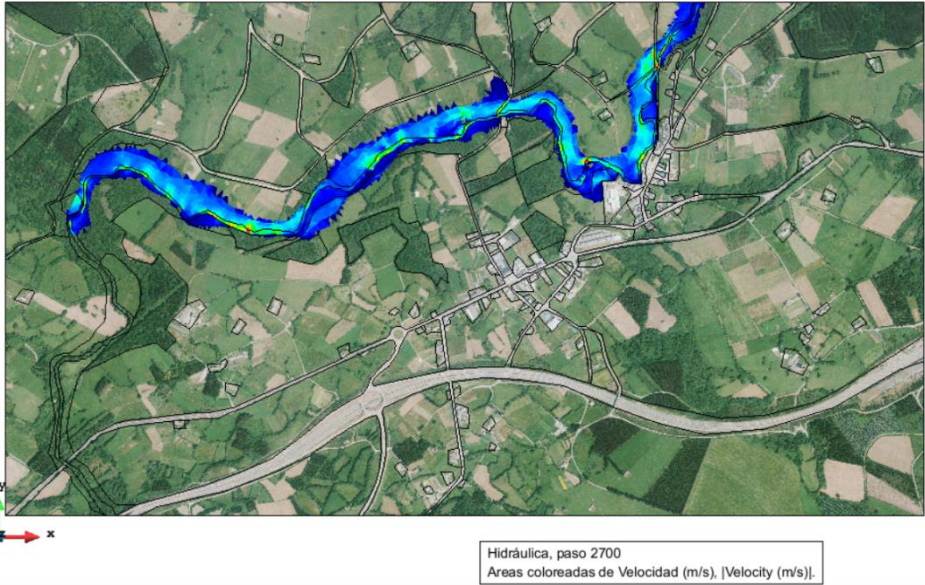 y
x
Hidráulica, paso 2700
Areas coloreadas de Velocidad (m/s), |Velocity (m/s)|.